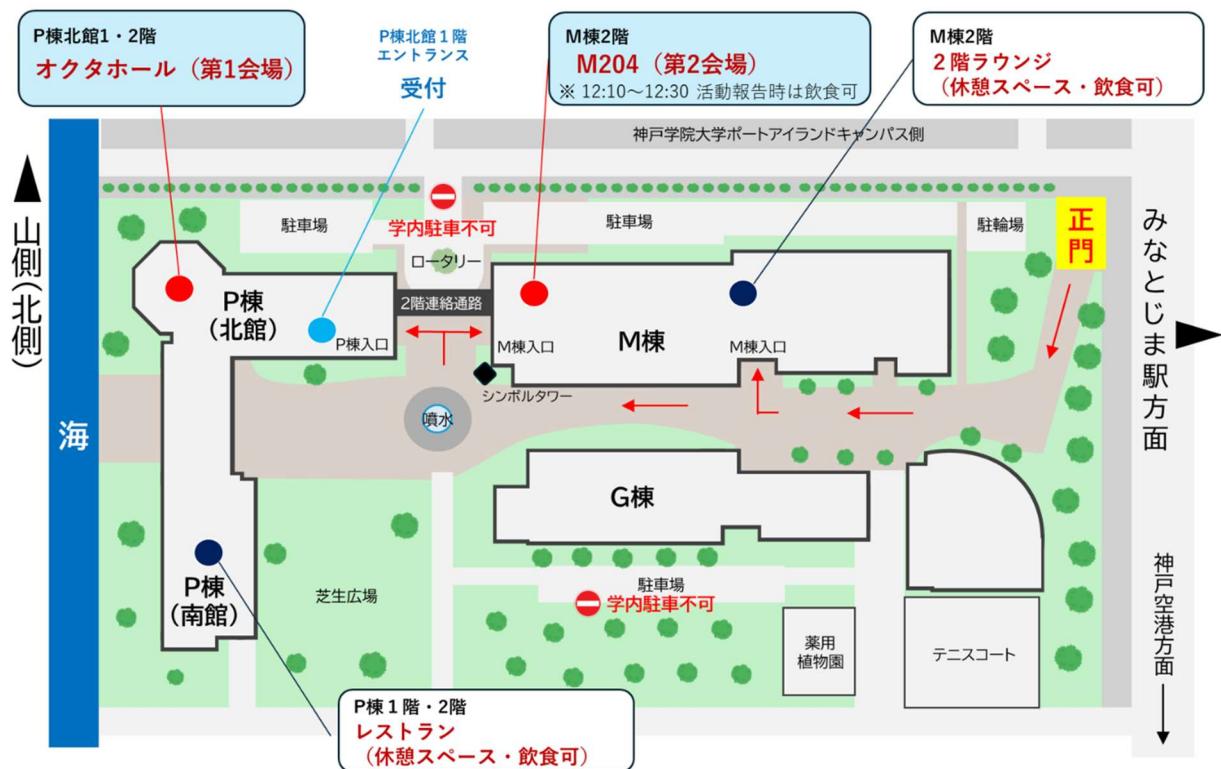 P棟北館1・2階
オクタホール（第1会場）
P棟北館１階
エントランス
受付
M棟2階
M204（第2会場）
※ 12:10～12:30 活動報告時は飲食可
M棟2階
２階ラウンジ
（休憩スペース・飲食可）
神戸学院大学ポートアイランドキャンパス側
山側(北側)
海
駐車場
学内駐車不可
駐車場
駐輪場
正門
みなとじま駅方面
ロータリー
2階連絡通路
P棟
（北館）
P棟入口
M棟入口
M棟
M棟入口
シンボルタワー
噴水
G棟
P棟
（南館）
芝生広場
駐車場
学内駐車不可
薬用
植物園
テニスコート
神戸空港方面
P棟１階・2階
レストラン
（休憩スペース・飲食可）